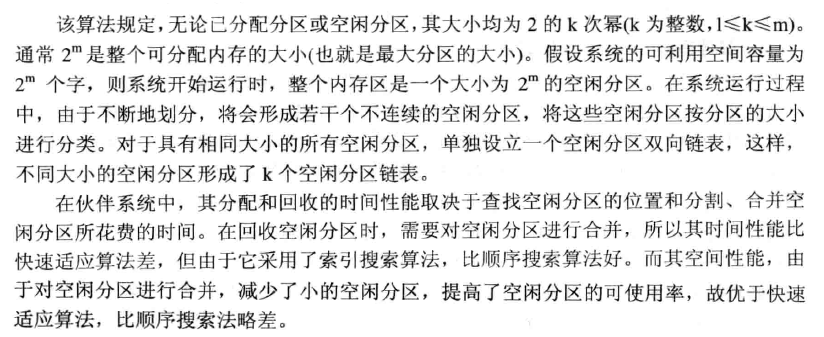 该算法规定，无论已分配分区或空闲分区，其大小均为 2 的 k 次幂(k 为整数，l≤k≤m)。
通常 2ᵐ是整个可分配内存的大小(也就是最大分区的大小)。假设系统的可利用空间容量为
2ᵐ 个字，则系统开始运行时，整个内存区是一个大小为 2ᵐ 的空闲分区。在系统运行过程
中，由于不断地划分，将会形成若干个不连续的空闲分区，将这些空闲分区按分区的大小
进行分类。对于具有相同大小的所有空闲分区，单独设立一个空闲分区双向链表，这样，
不同大小的空闲分区形成了 k 个空闲分区链表。
在伙伴系统中，其分配和回收的时间性能取决于查找空闲分区的位置和分割、合并空
闲分区所花费的时间。在回收空闲分区时，需要对空闲分区进行合并，所以其时间性能比
快速适应算法差，但由于它采用了索引搜索算法，比顺序搜索算法好。而其空间性能，由
于对空闲分区进行合并，减少了小的空闲分区，提高了空闲分区的可使用率，故优于快速
适应算法，比顺序搜索法略差。